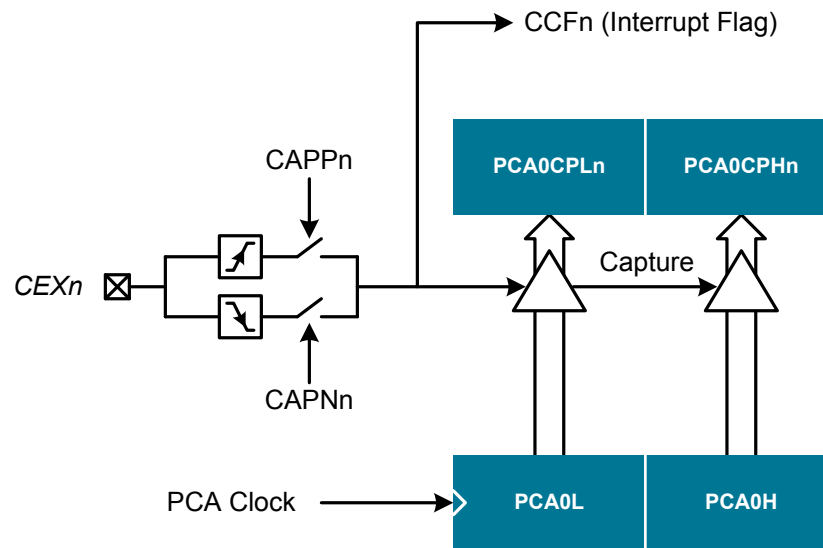 CCFn (Interrupt Flag)
PCA0CPLn
PCA0CPHn
CAPPn
Capture
CEXn
CAPNn
PCA Clock
PCA0L
PCA0H